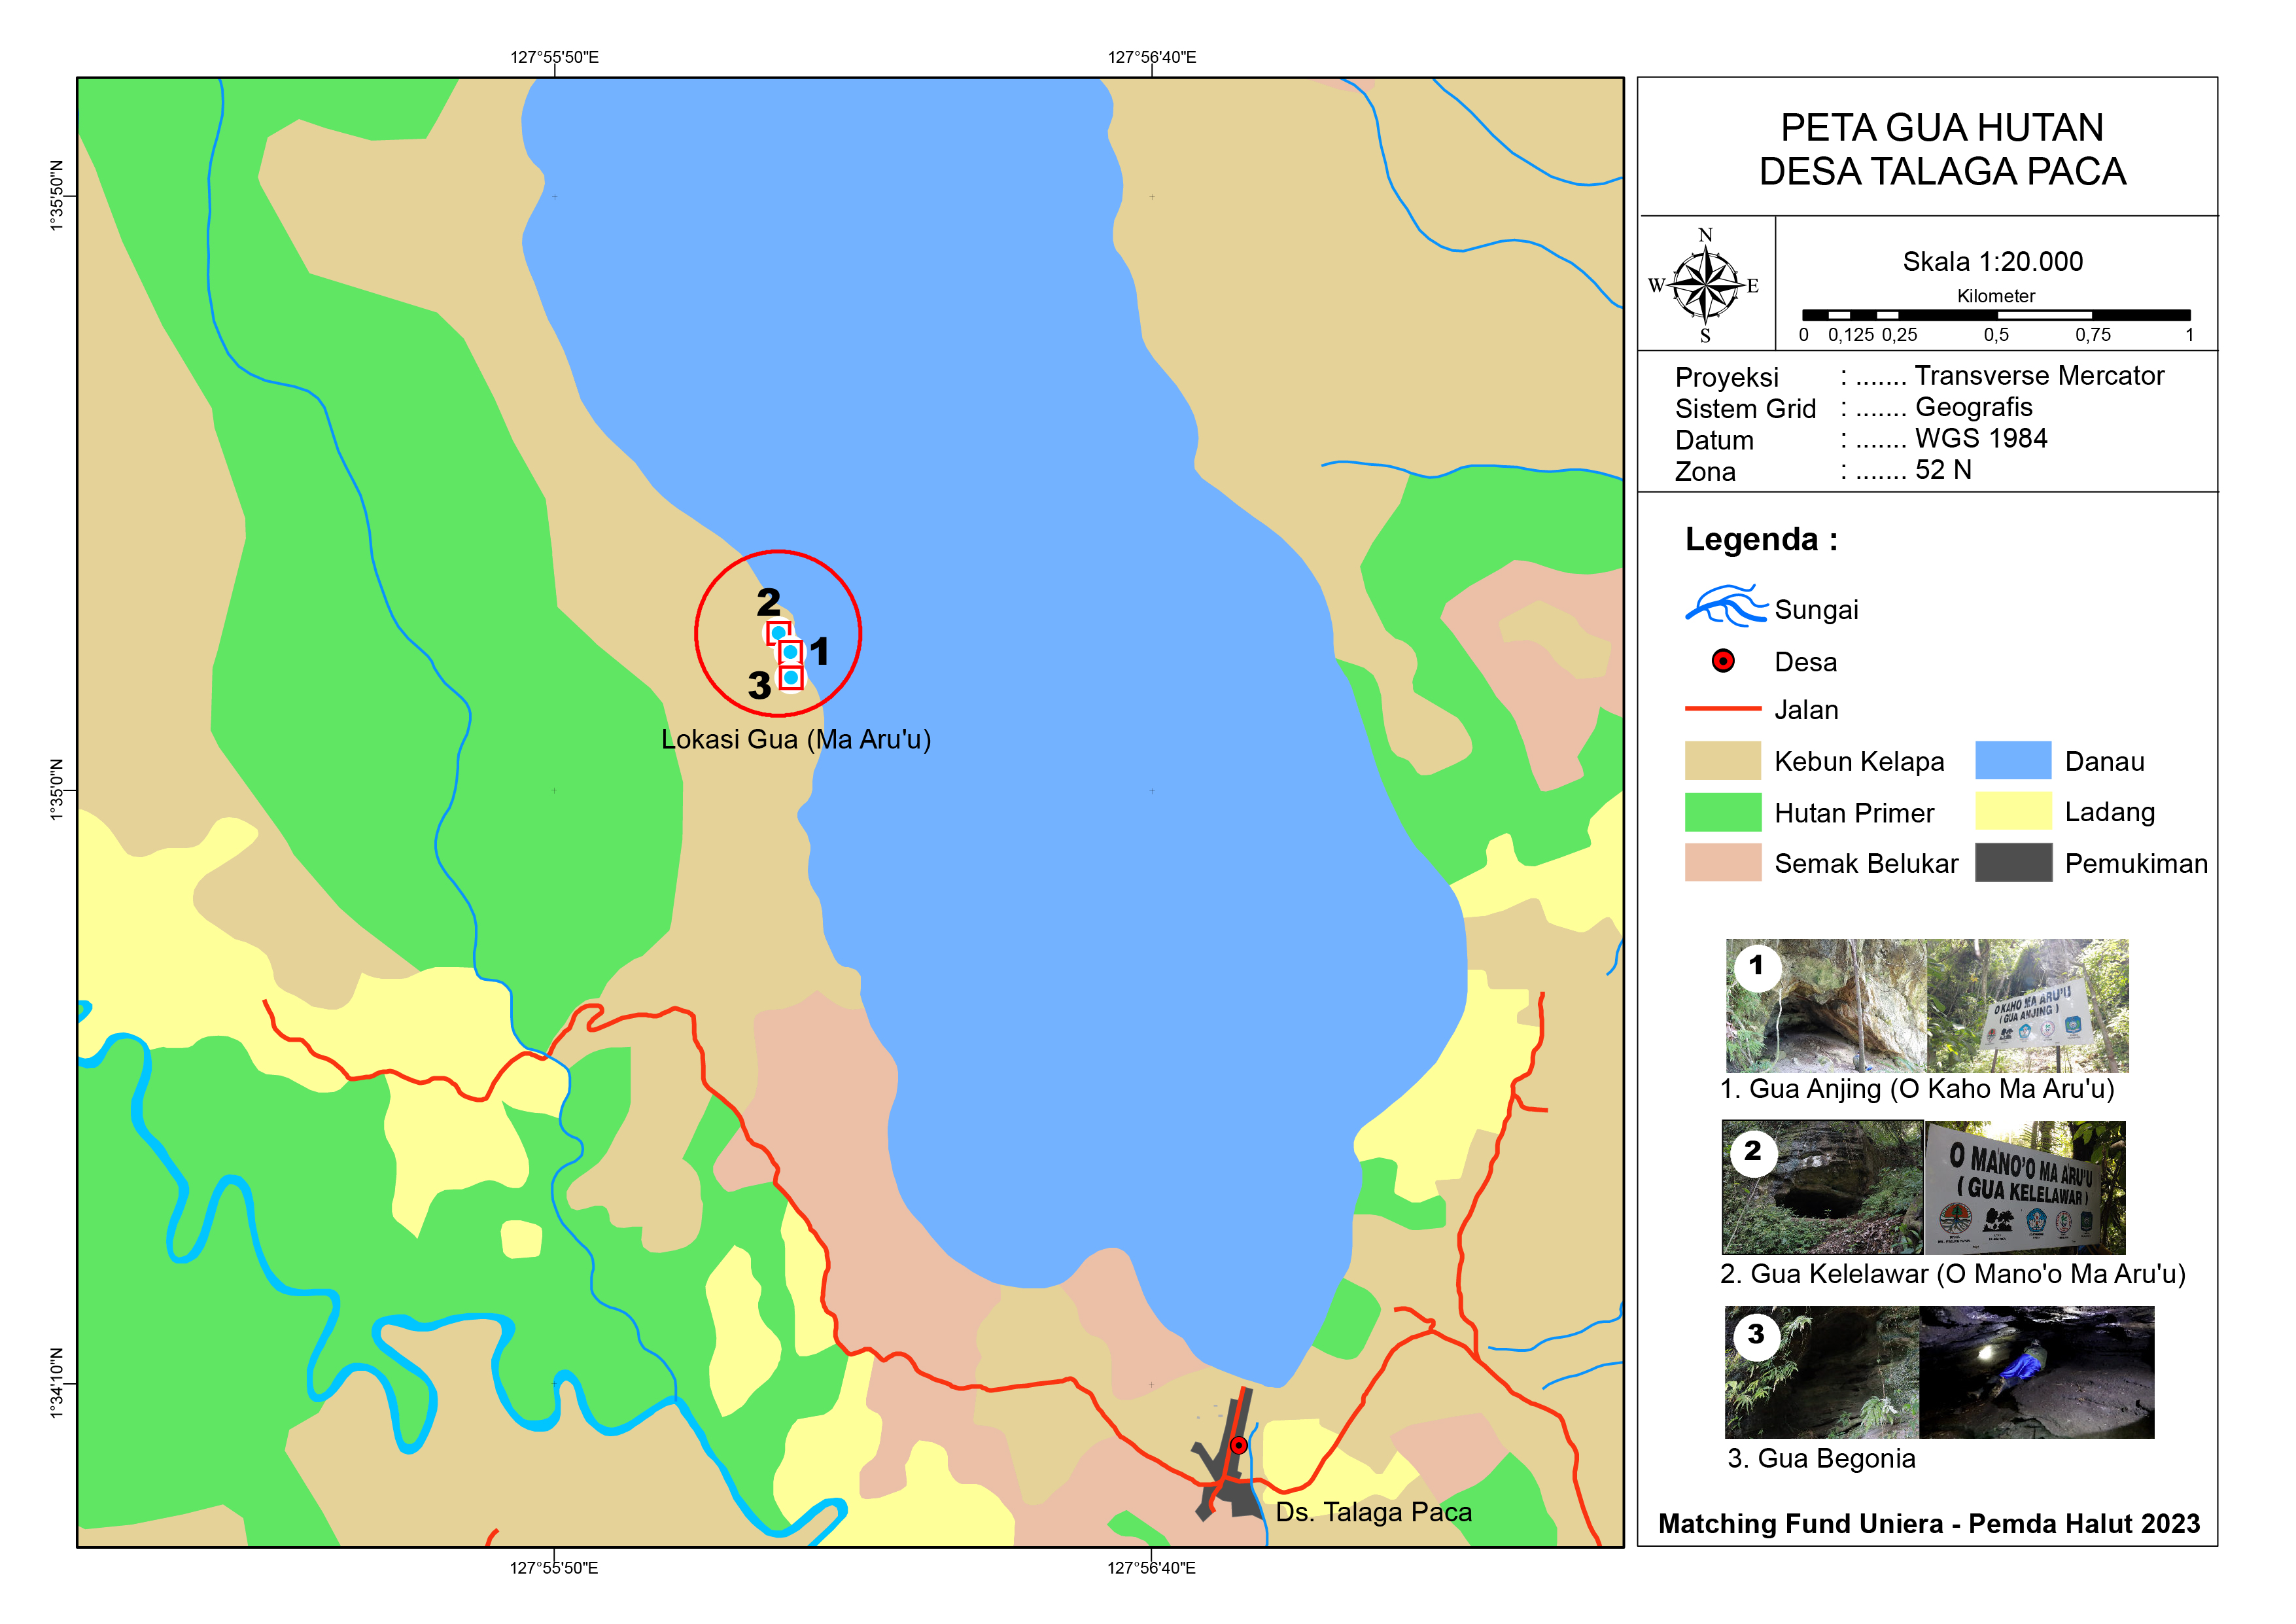 127°55'50"E
127°56'40"E
1°35'50"N
1°35'0"N
1°34'10"N
2
1
3
Lokasi Gua (Ma Aru'u)
Ds. Talaga Paca
127°55'50"E
127°56'40"E
PETA GUA HUTAN
DESA TALAGA PACA
N
W
E
S
Skala 1:20.000
Kilometer
0 0,125 0,25 0,5 0,75 1
Proyeksi : ....... Transverse Mercator
Sistem Grid : ....... Geografis
Datum : ....... WGS 1984
Zona : ....... 52 N
Legenda :
Sungai
Desa
Jalan
Kebun Kelapa
Danau
Hutan Primer
Ladang
Semak Belukar
Pemukiman
1
O KAHO MA ARU'U
( GUA ANJING )
1. Gua Anjing (O Kaho Ma Aru'u)
2
O MANO'O MA ARU'U
( GUA KELELAWAR )
2. Gua Kelelawar (O Mano'o Ma Aru'u)
3
3. Gua Begonia
Matching Fund Uniera - Pemda Halut 2023